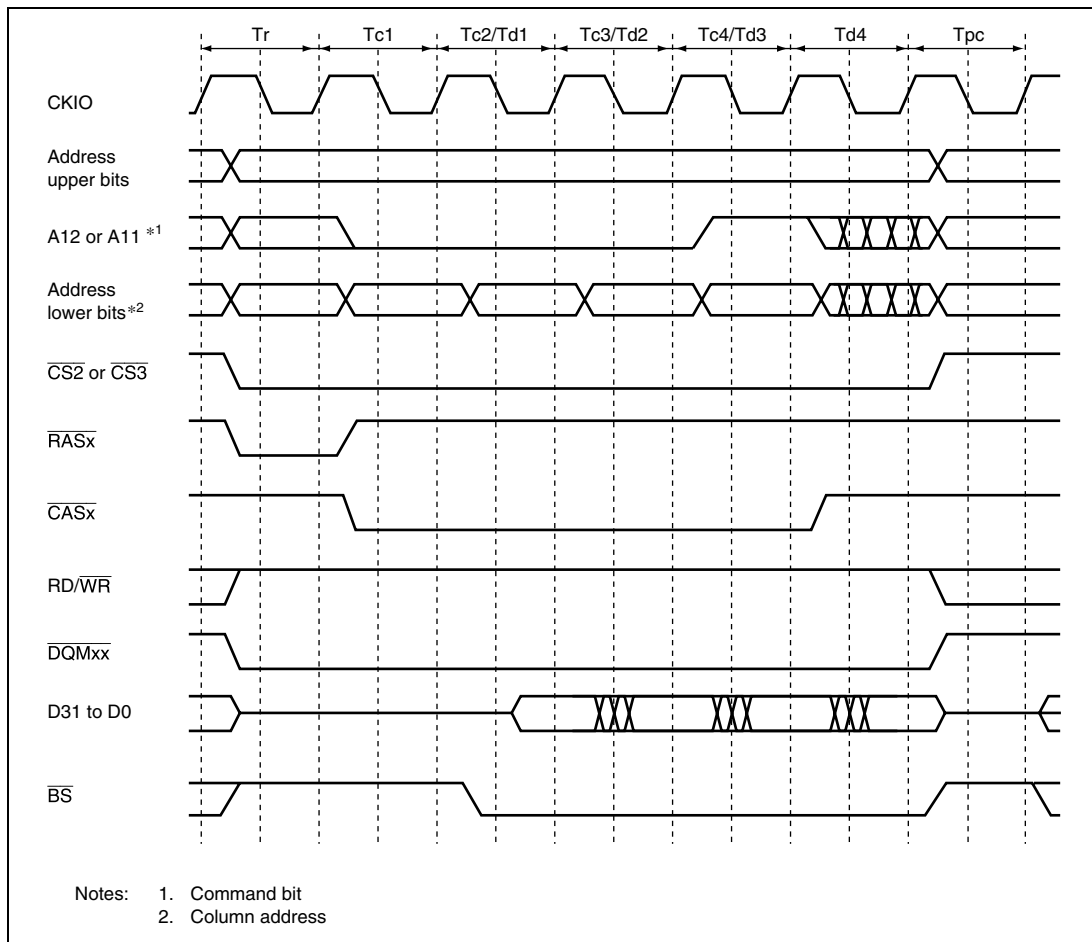 Tr Tc1 Tc2/Td1 Tc3/Td2 Tc4/Td3 Td4 Tpc
CKIO
Address
upper bits
A12 or A11 *1
Address
lower bits*2
CS2 or CS3
RASx
CASx
RD/WR
DQMxx
D31 to D0
BS
Notes: 1. Command bit
2. Column address